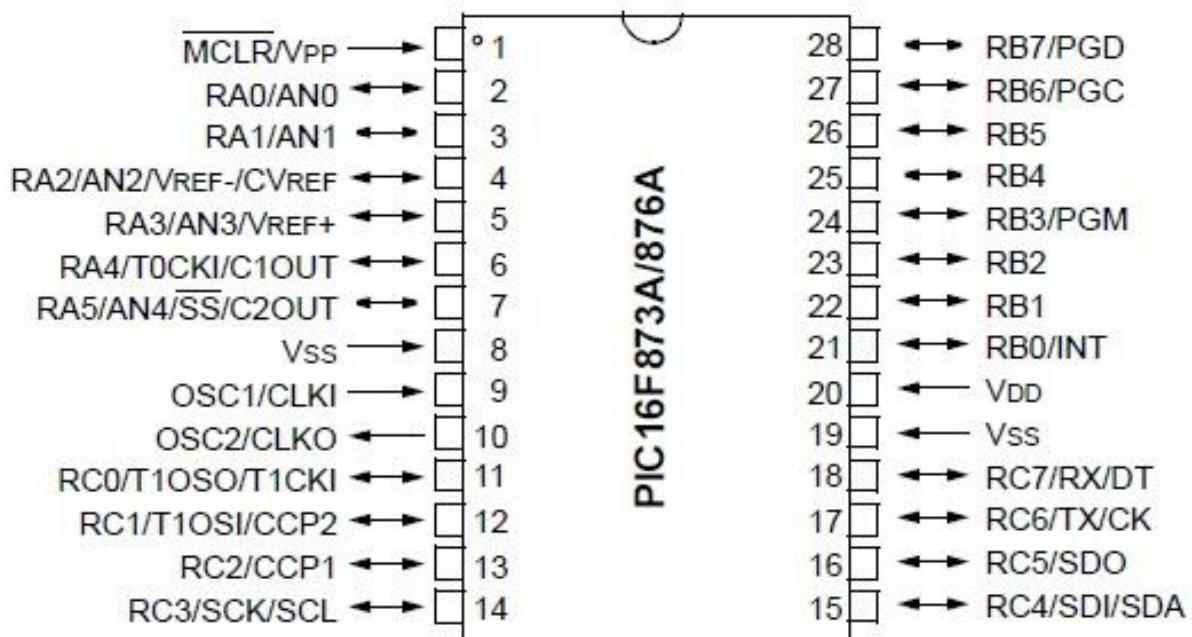 MCLR/VPP 1 28 RB7/PGD
RA0/AN0 2 27 RB6/PGC
RA1/AN1 3 26 RB5
RA2/AN2/VREF-/CVREF 4 25 RB4
RA3/AN3/VREF+ 5 24 RB3/PGM
RA4/T0CKI/C1OUT 6 23 RB2
RA5/AN4/SS/C2OUT 7 22 RB1
VSS 8 21 RB0/INT
OSC1/CLKI 9 20 VDD
OSC2/CLKO 10 19 VSS
RC0/T1OSO/T1CKI 11 18 RC7/RX/DT
RC1/T1OSI/CCP2 12 17 RC6/TX/CK
RC2/CCP1 13 16 RC5/SDO
RC3/SCK/SCL 14 15 RC4/SDI/SDA
PIC16F873A/876A